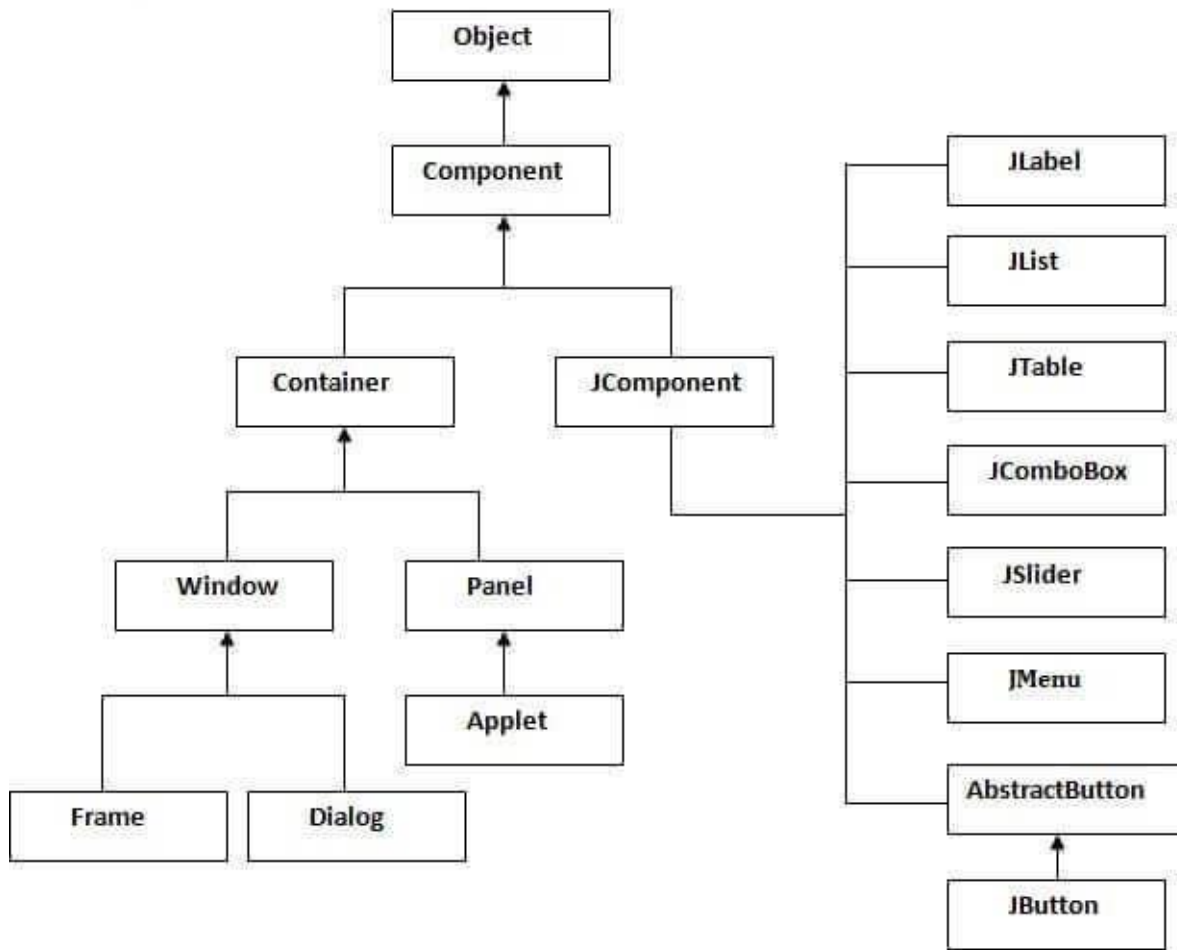 Object
Component
Container
JComponent
Window
Panel
Applet
Frame
Dialog
JLabel
JList
JTable
JComboBox
JSlider
JMenu
AbstractButton
JButton